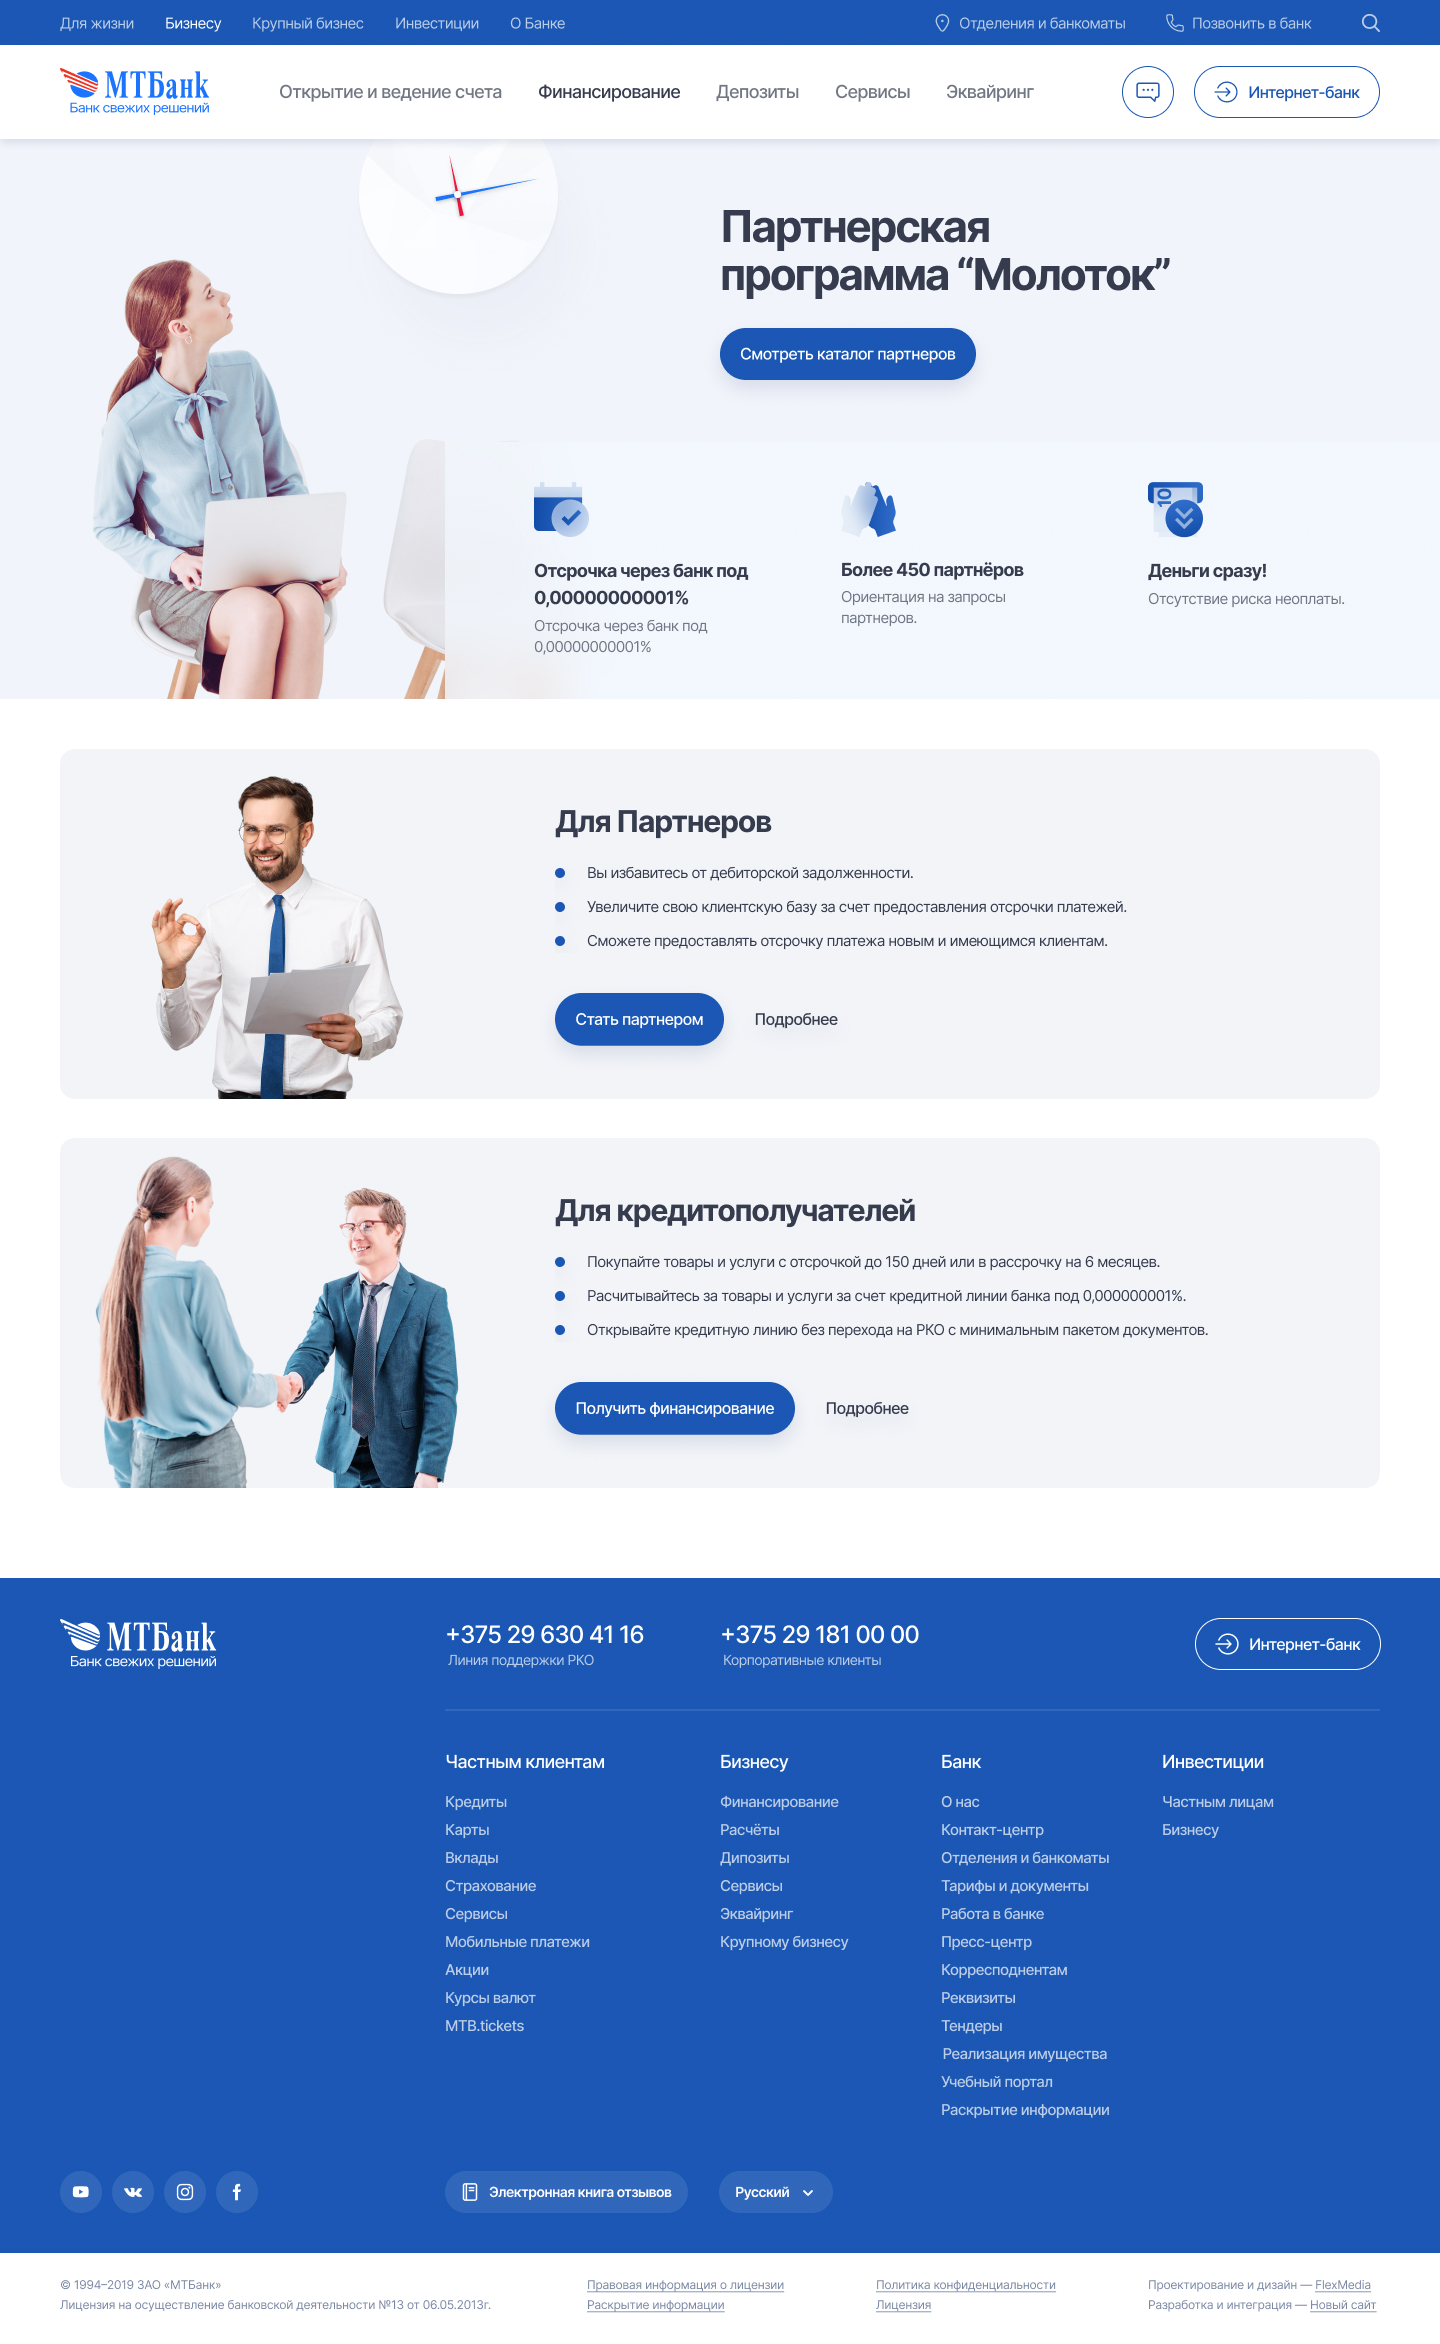 Для жизни
Бизнесу
Крупный бизнес
Инвестиции
О Банке
Отделения и банкоматы
Позвонить в банк
МТБанк
Банк свежих решений
Открытие и ведение счета
Финансирование
Депозиты
Сервисы
Эквайринг
Интернет-банк
Партнерская
программа “Молоток”
Смотреть каталог партнеров
Отсрочка через банк под
0,00000000001%
Отсрочка через банк под
0,00000000001%
Более 450 партнёров
Ориентация на запросы
партнеров.
10
Деньги сразу!
Отсутствие риска неоплаты.
Для Партнеров
Вы избавитесь от дебиторской задолженности.
Увеличите свою клиентскую базу за счет предоставления отсрочки платежей.
Сможете предоставлять отсрочку платежа новым и имеющимся клиентам.
Стать партнером
Подробнее
Для кредитополучателей
Покупайте товары и услуги с отсрочкой до 150 дней или в рассрочку на 6 месяцев.
Расчитывайтесь за товары и услуги за счет кредитной линии банка под 0,000000001%.
Открывайте кредитную линию без перехода на РКО с минимальным пакетом документов.
Получить финансирование
Подробнее
МТБанк
Банк свежих решений
+375 29 630 41 16
Линия поддержки РКО
+375 29 181 00 00
Корпоративные клиенты
Интернет-банк
Частным клиентам
Кредиты
Карты
Вклады
Страхование
Сервисы
Мобильные платежи
Акции
Курсы валют
MTB.tickets
Бизнесу
Финансирование
Расчёты
Дипозиты
Сервисы
Эквайринг
Крупному бизнесу
Банк
О нас
Контакт-центр
Отделения и банкоматы
Тарифы и документы
Работа в банке
Пресс-центр
Корресподнентам
Реквизиты
Тендеры
Реализация имущества
Учебный портал
Раскрытие информации
Инвестиции
Частным лицам
Бизнесу
Электронная книга отзывов
Русский
© 1994–2019 ЗАО «МТБанк»
Лицензия на осуществление банковской деятельности №13 от 06.05.2013г.
Правовая информация о лицензии
Раскрытие информации
Политика конфиденциальности
Лицензия
Проектирование и дизайн — FlexMedia
Разработка и интеграция — Новый сайт